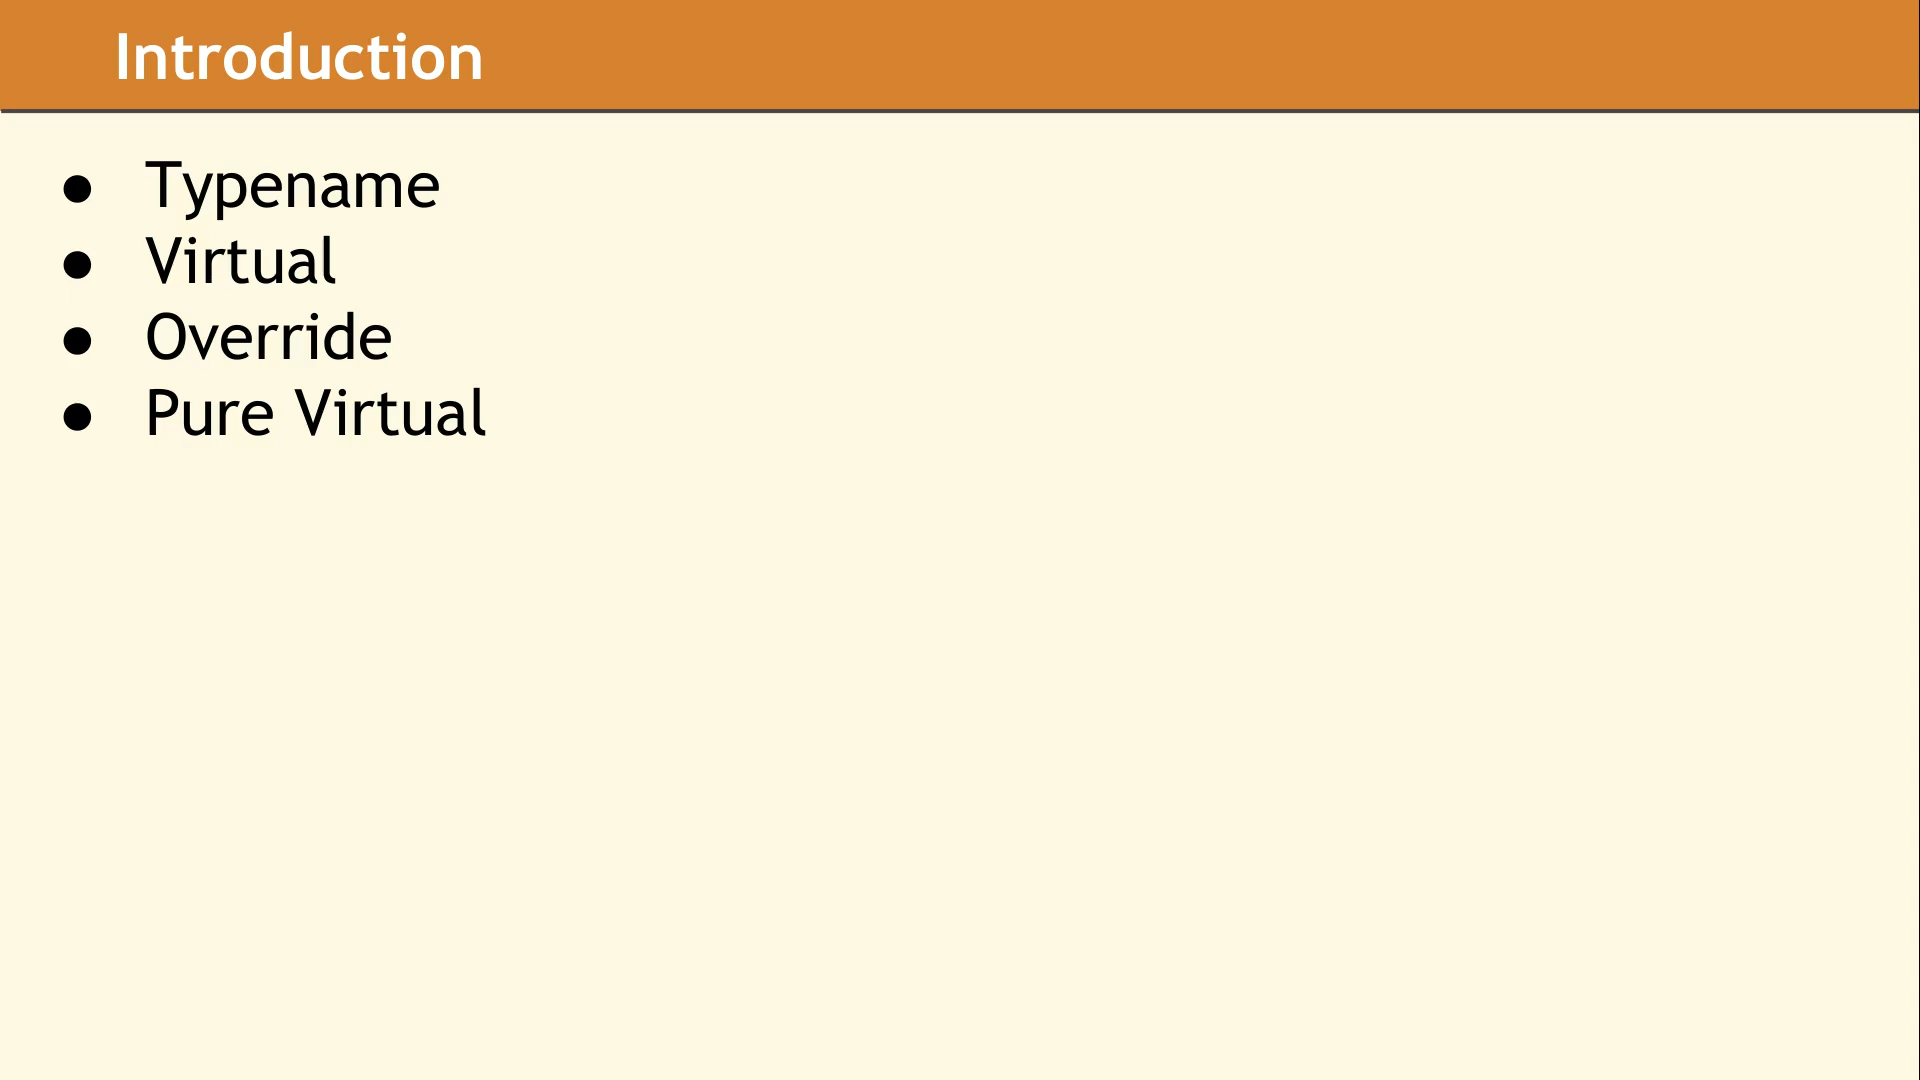 Introduction
● Typename
● Virtual
● Override
● Pure Virtual